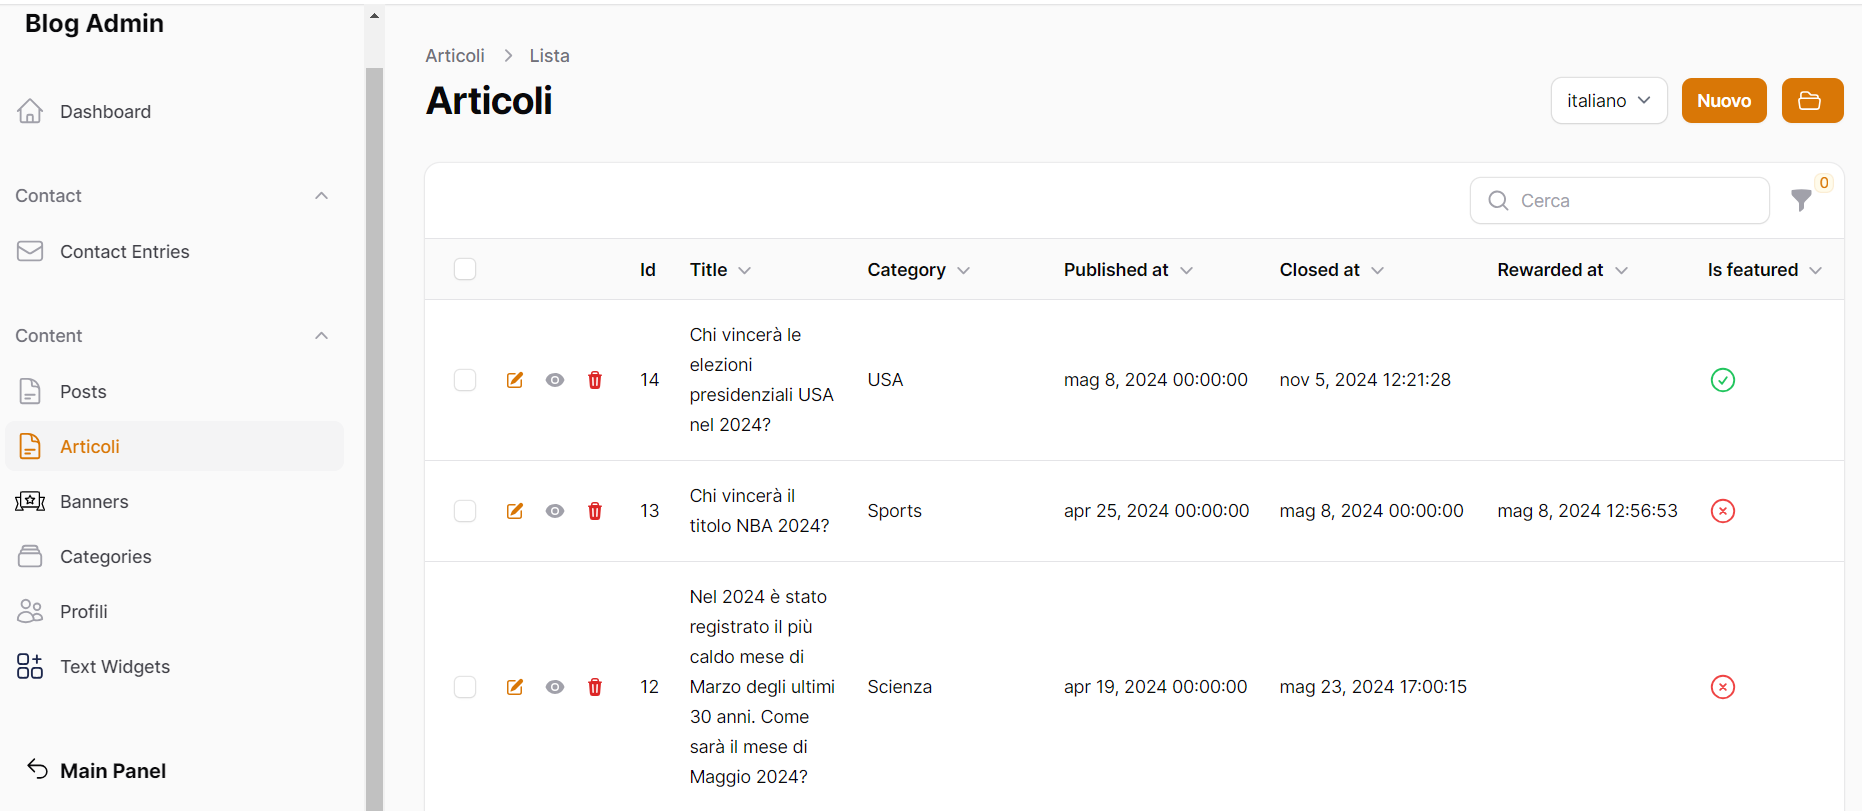 Blog Admin
Dashboard
Contact
Contact Entries
Content
Posts
Articoli
Banners
Categories
Profili
Text Widgets
Main Panel
Articoli Lista
Articoli
italiano Nuovo
Cerca 0
Id Title Category Published at Closed at Rewarded at Is featured
Chi vincerà le
elezioni
14 presidenziali USA USA mag 8, 2024 00:00:00 nov 5, 2024 12:21:28
nel 2024?
Chi vincerà il
13 titolo NBA 2024? Sports apr 25, 2024 00:00:00 mag 8, 2024 00:00:00 mag 8, 2024 12:56:53
Nel 2024 è stato
registrato il più
caldo mese di
12 Marzo degli ultimi Scienza apr 19, 2024 00:00:00 mag 23, 2024 17:00:15
30 anni. Come
sarà il mese di
Maggio 2024?